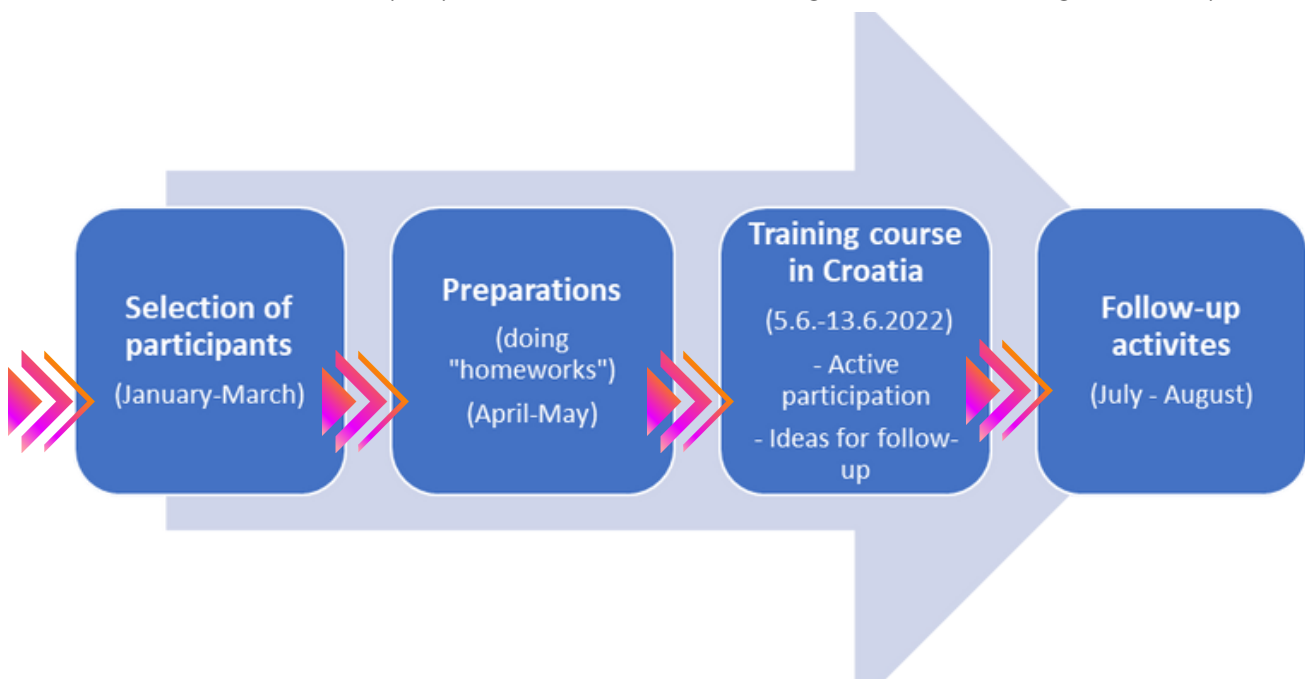 Selection of
participants
(January-March)
Preparations
(doing
"homeworks")
(April-May)
Training course
in Croatia
(5.6.-13.6.2022)
- Active
participation
- Ideas for follow-
up
Follow-up
activites
(July - August)